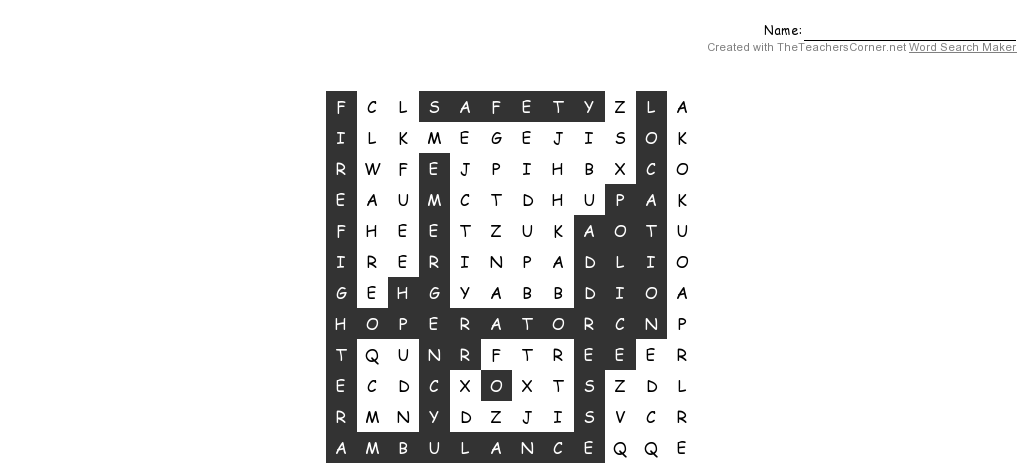 Name:
Created with TheTeachersCorner.net Word Search Maker
F C L S A F E T Y Z L A
I L K M E G E J I S O K
R W F E J P I H B X C O
E A U M C T D H U P A K
F H E E T Z U K A O T U
I R E R I N P A D L I O
G E H G Y A B B D I O A
H O P E R A T O R C N P
T Q U N R F T R E E E R
E C D C X O X T S Z D L
R M N Y D Z J I S V C R
A M B U L A N C E Q Q E